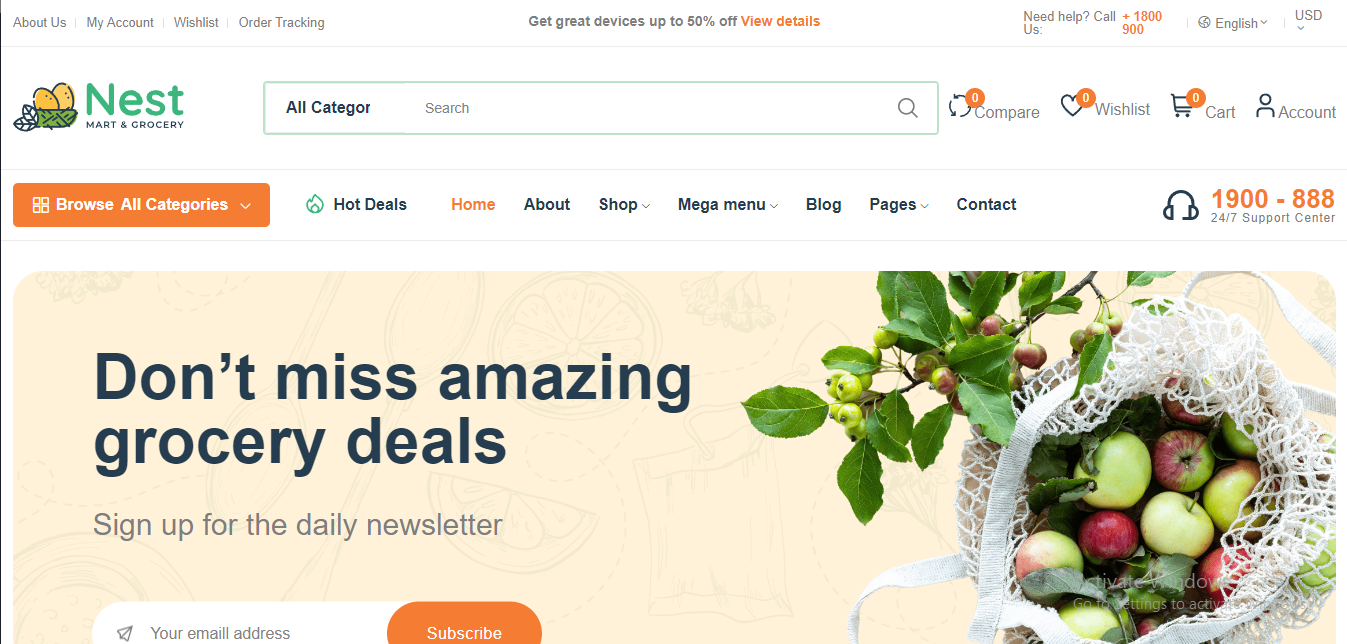 About Us My Account Wishlist Order Tracking
Get great devices up to 50% off View details
Need help? Call + 1800
Us: 900
English
USD
Nest
MART & GROCERY
All Categor
Search
0 Compare
0 Wishlist
0 Cart
Account
Browse All Categories
Hot Deals Home About Shop Mega menu Blog Pages Contact
1900 - 888
24/7 Support Center
Don’t miss amazing
grocery deals
Sign up for the daily newsletter
Your emaill address
Subscribe
Activate Windows
Go to Settings to activate